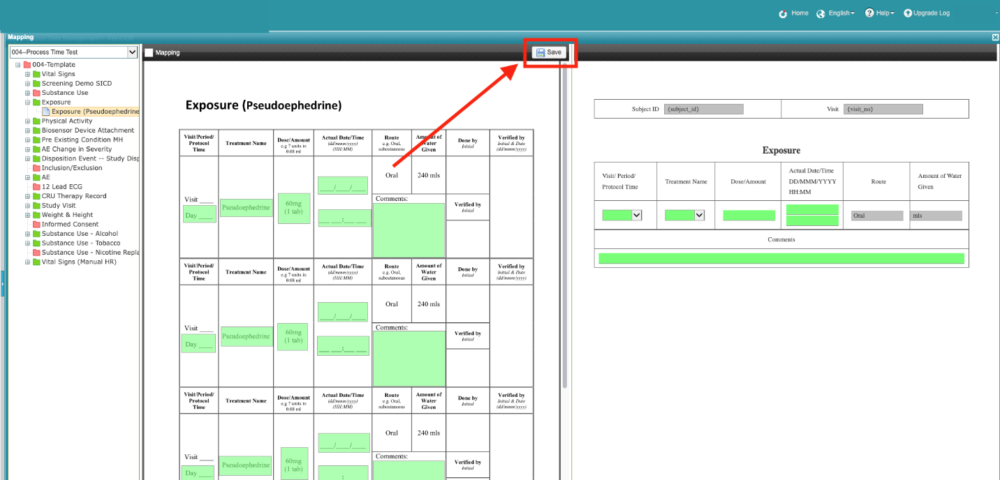 Home English Help Upgrade Log
Mapping
004--Process Time Test
004-Template
Vital Signs
Screening Demo SICD
Substance Use
Exposure
Exposure (Pseudoephedrine
Physical Activity
Biosensor Device Attachment
Pre Existing Condition MH
AE Change in Severity
Disposition Event -- Study Disp
Inclusion/Exclusion
AE
12 Lead ECG
CRU Therapy Record
Study Visit
Weight & Height
Informed Consent
Substance Use - Alcohol
Substance Use - Tobacco
Substance Use - Nicotine Repla
Vital Signs (Manual HR)
Mapping
Save
Exposure (Pseudoephedrine)
Visit/Period/
Protocol
Time
Treatment Name
Dose/Amount
e.g 7 units in
0.08 ml
Actual Date/Time
(dd/mmm/yyyy)
(HH:MM)
Route
e.g. Oral,
subcutaneous
Amount of
Water
Given
Done by
Initial
Verified by
Initial & Date
(dd/mmm/yyyy)
Visit ____
Day ____
Pseudoephedrine
60mg
(1 tab)
____/____/____
___ ___:___ ___
Oral
240 mls
Comments:
Verified by
Initial
Visit/Period/
Protocol
Time
Treatment Name
Dose/Amount
e.g 7 units in
0.08 ml
Actual Date/Time
(dd/mmm/yyyy)
(HH:MM)
Route
e.g. Oral,
subcutaneous
Amount of
Water
Given
Done by
Initial
Verified by
Initial & Date
(dd/mmm/yyyy)
Visit ____
Day ____
Pseudoephedrine
60mg
(1 tab)
____/____/____
___ ___:___ ___
Oral
240 mls
Comments:
Verified by
Initial
Visit/Period/
Protocol
Time
Treatment Name
Dose/Amount
e.g 7 units in
0.08 ml
Actual Date/Time
(dd/mmm/yyyy)
(HH:MM)
Route
e.g. Oral,
subcutaneous
Amount of
Water
Given
Done by
Initial
Verified by
Initial & Date
(dd/mmm/yyyy)
Visit ____
Day ____
Pseudoephedrine
60mg
(1 tab)
____/____/____
:
Oral
240 mls
Comments:
Verified by
Initial
Subject ID {subject_id} Visit {visit_no}
Exposure
Visit/ Period/
Protocol Time
Treatment Name
Dose/Amount
Actual Date/Time
DD/MMM/YYYY
HH:MM
Route
Amount of Water
Given
Oral
mls
Comments